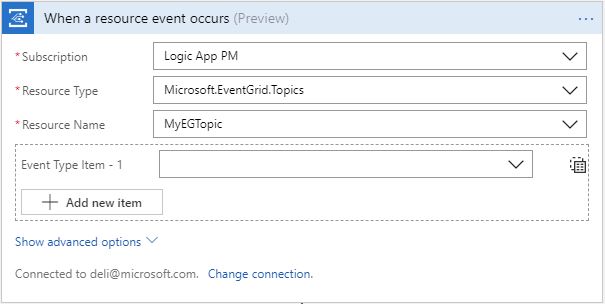 When a resource event occurs (Preview)
* Subscription Logic App PM
* Resource Type Microsoft.EventGrid.Topics
* Resource Name MyEGTopic
Event Type Item - 1
Add new item
Show advanced options
Connected to deli@microsoft.com. Change connection.